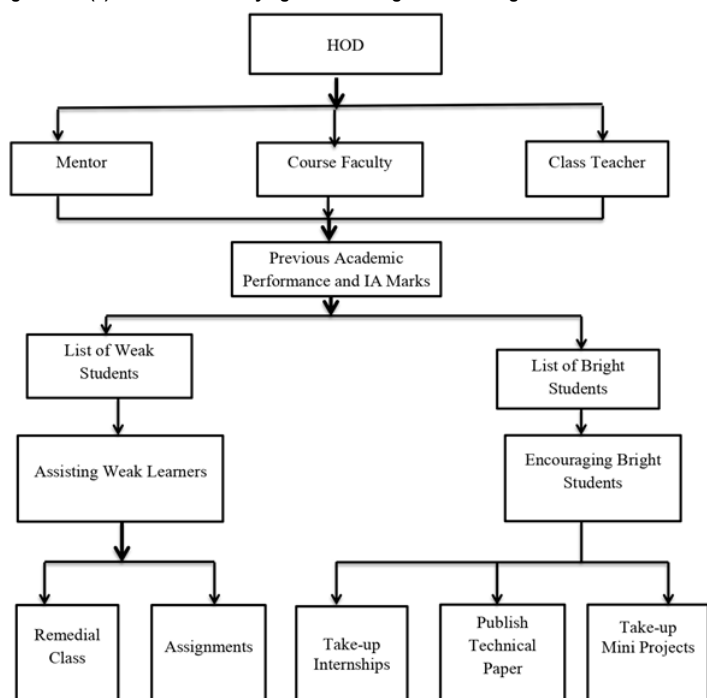 HOD
Mentor
Course Faculty
Class Teacher
Previous Academic
Performance and IA Marks
List of Weak
Students
List of Bright
Students
Assisting Weak Learners
Encouraging Bright
Students
Remedial
Class
Assignments
Take-up
Internships
Publish
Technical
Paper
Take-up
Mini Projects